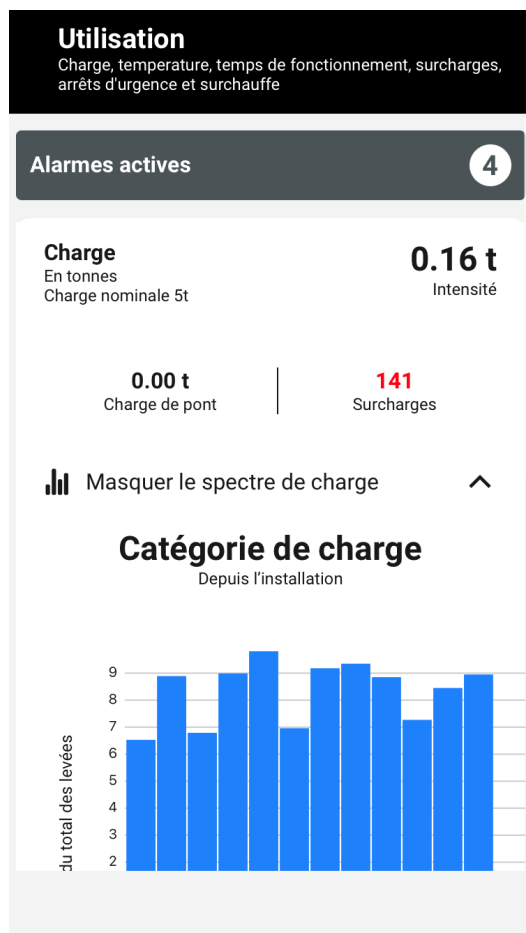 Utilisation
Charge, temperature, temps de fonctionnement, surcharges,
arrêts d'urgence et surchauffe
Alarmes actives
4
Charge
En tonnes
Charge nominale 5t
0.16 t
Intensité
0.00 t
Charge de pont
141
Surcharges
Masquer le spectre de charge
Catégorie de charge
Depuis l’installation
du total des levées
9
8
7
6
5
4
3
2